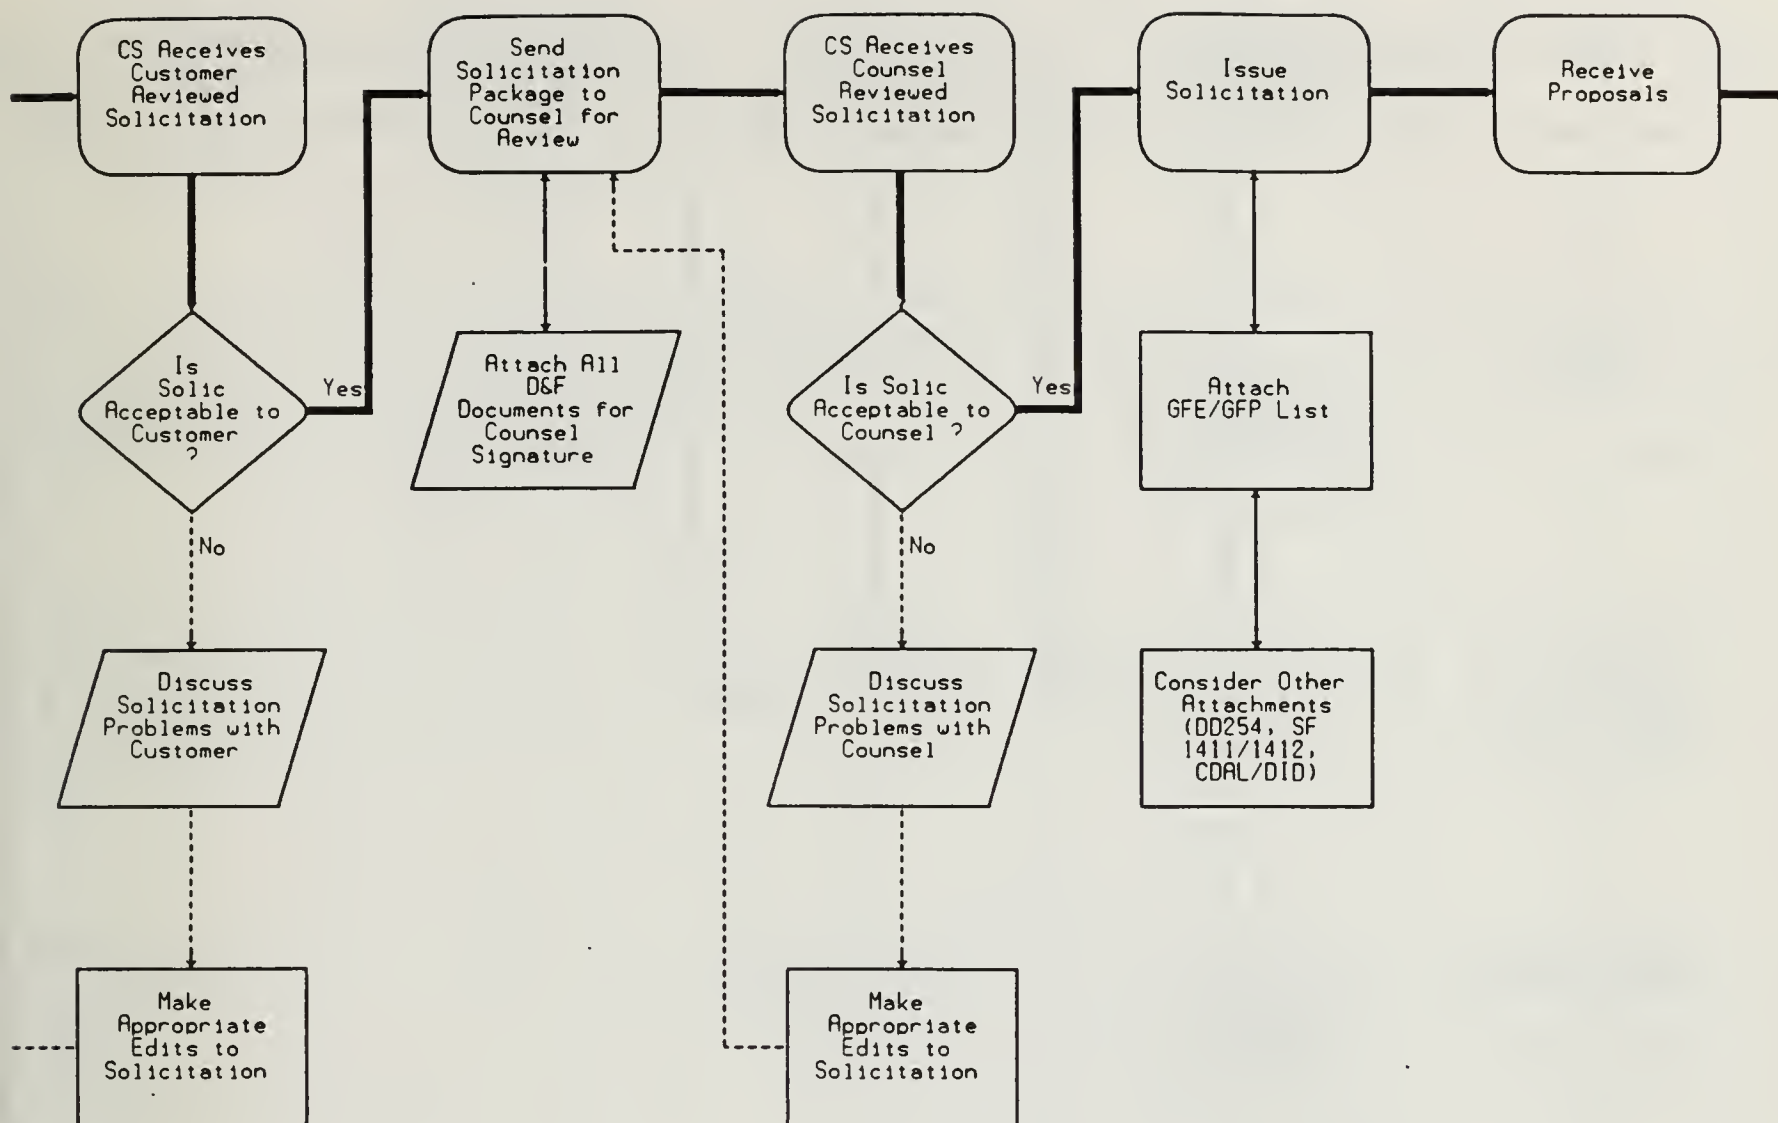 CS Receives
Customer
Reviewed
Solicitation
Send
Solicitation
Package to
Counsel for
Review
CS Receives
Counsel
Reviewed
Solicitation
Issue
Solicitation
Receive
Proposals
Is
Solic
Acceptable to
Customer
?
Yes
No
Attach All
D&F
Documents for
Counsel
Signature
Is Solic
Acceptable to
Counsel ?
Yes
No
Attach
GFE/GFP List
Discuss
Solicitation
Problems with
Customer
Discuss
Solicitation
Problems with
Counsel
Consider Other
Attachments
(DD254, SF
1411/1412,
CDRL/DID)
Make
Appropriate
Edits to
Solicitation
Make
Appropriate
Edits to
Solicitation